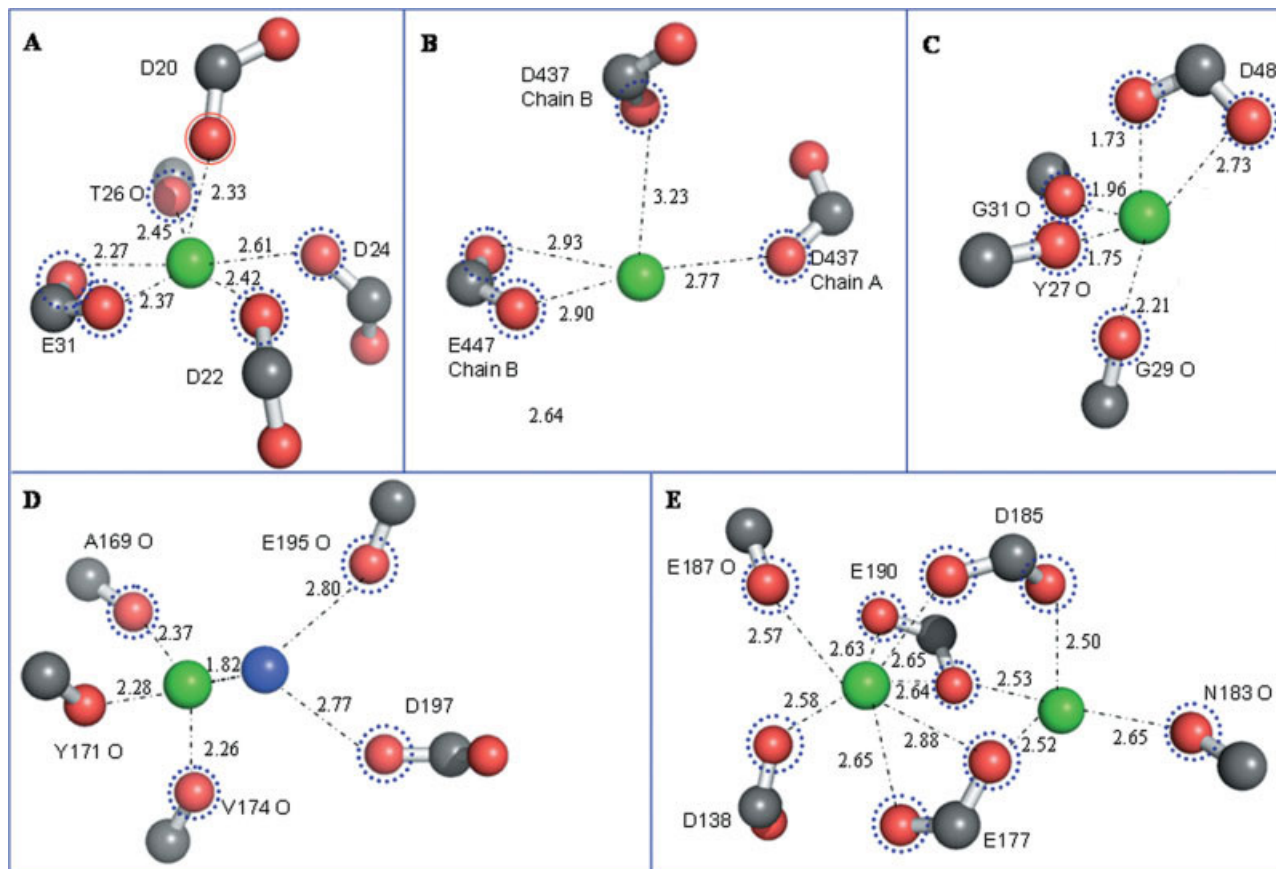 A
D20
T26 O
2.33
2.45
2.27
2.61
D24
2.42
2.37
E31
D22
B
D437
Chain B
3.23
2.93
2.77
D437
Chain A
2.90
E447
Chain B
2.64
C
D48
1.73
2.73
1.96
G31 O
1.75
Y27 O
2.21
G29 O
D
A169 O
E195 O
2.80
2.37
1.82
2.28
2.77
D197
Y171 O
2.26
V174 O
E
D185
E187 O
E190
2.57
2.50
2.63
2.65
2.64
2.53
N183 O
2.58
2.88
2.52
2.65
2.65
D138
E177